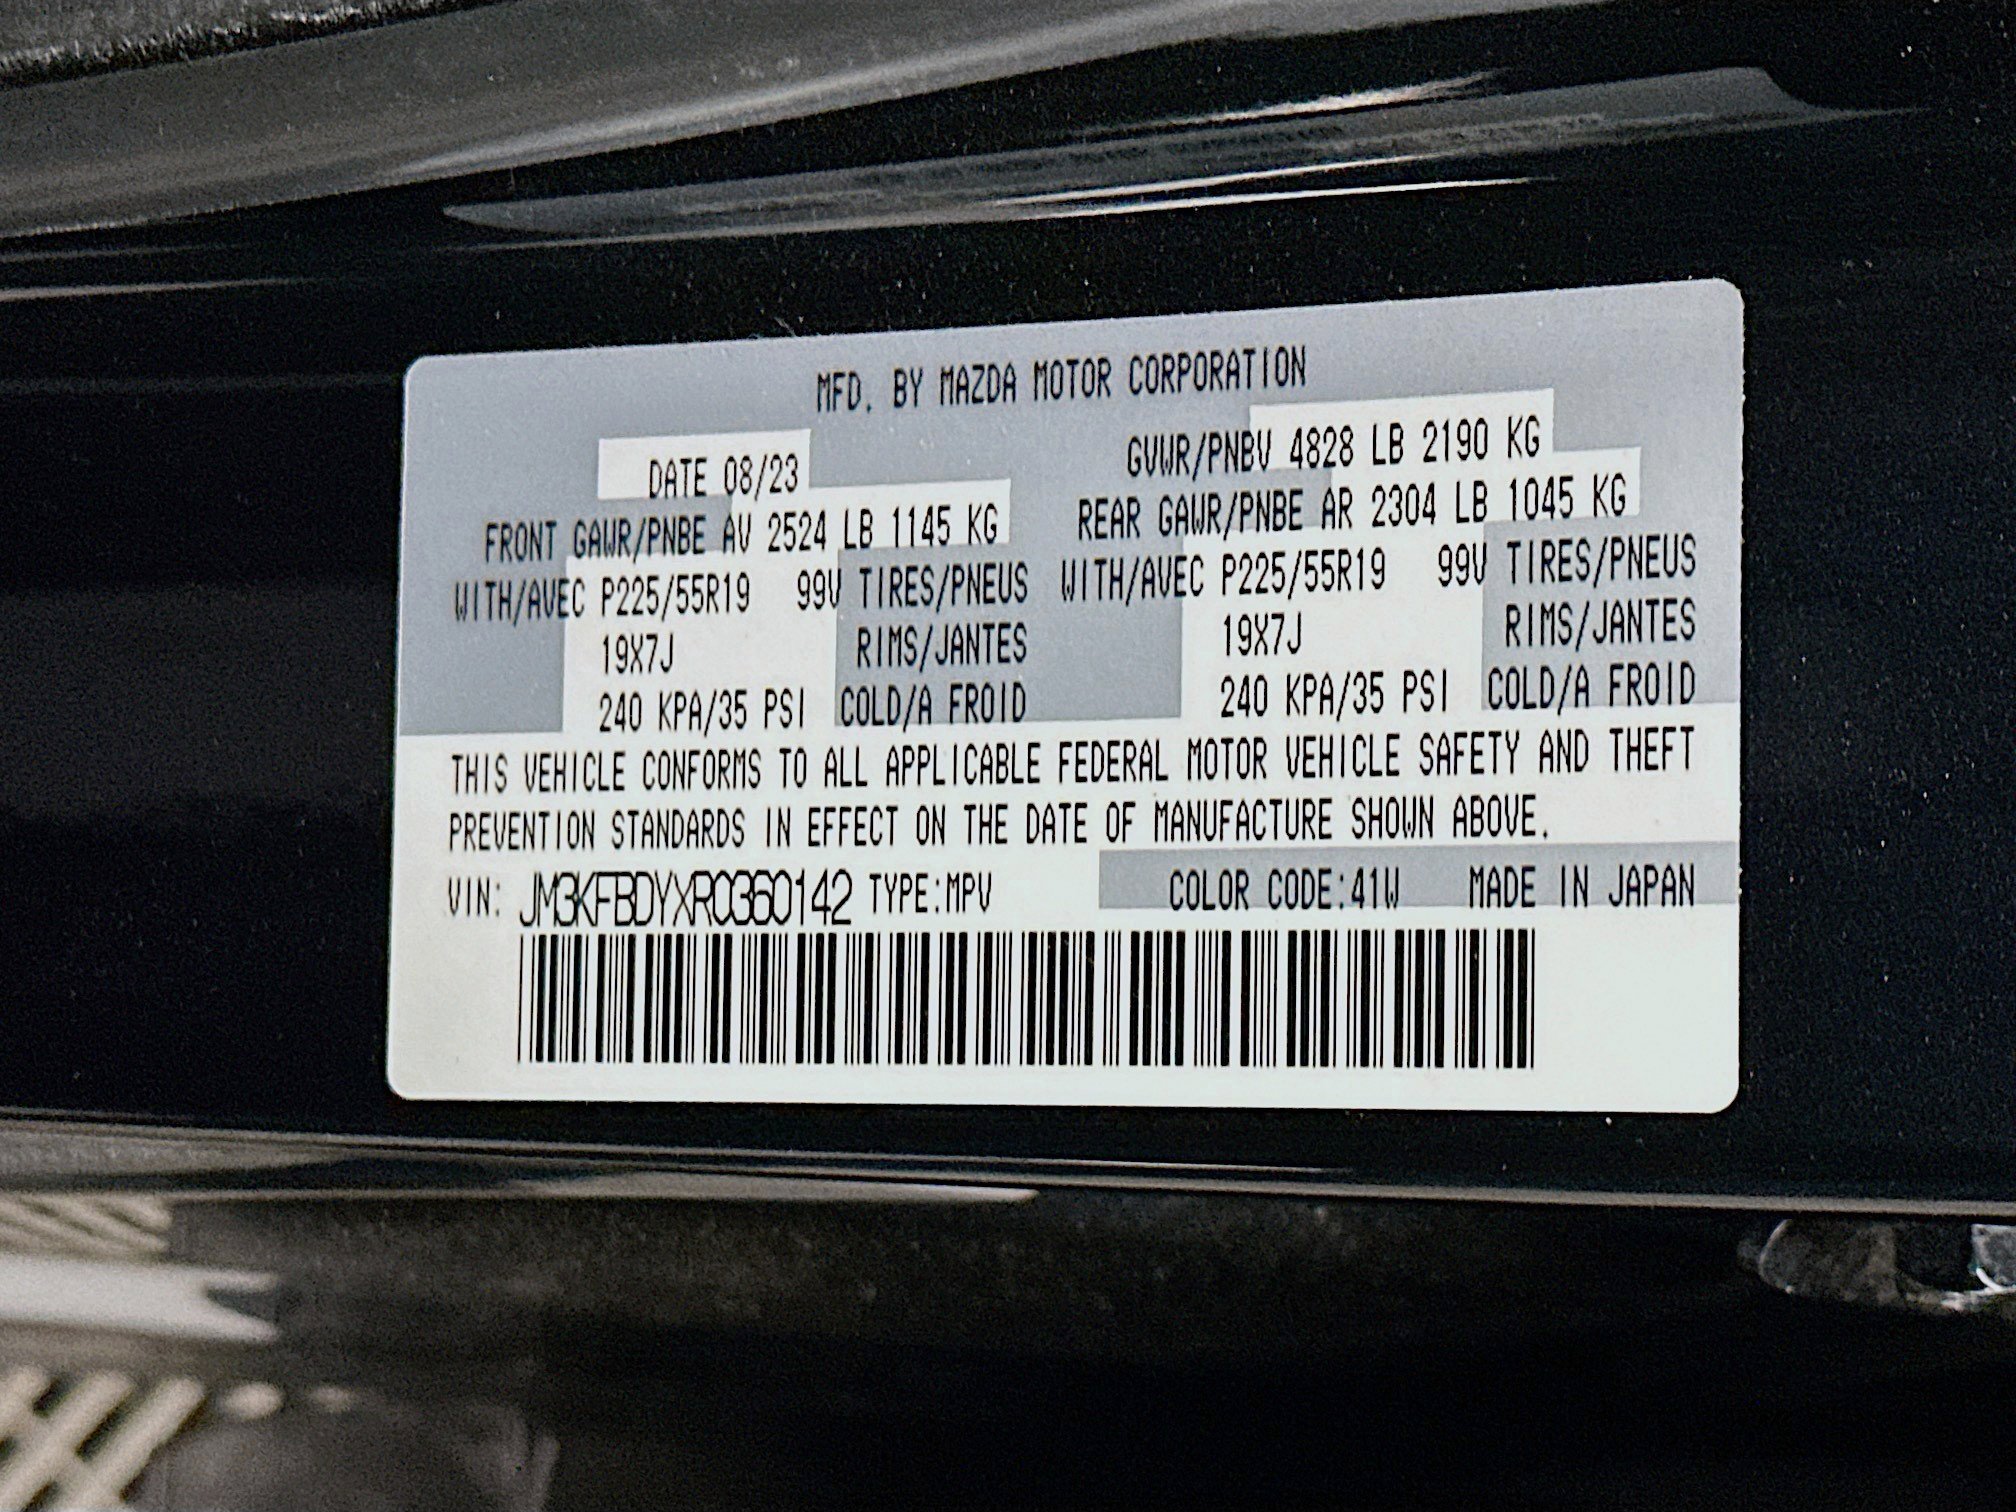 MFD. BY MAZDA MOTOR CORPORATION
DATE 08/23 GVWR/PNBV 4828 LB 2190 KG
FRONT GAWR/PNBE AV 2524 LB 1145 KG REAR GAWR/PNBE AR 2304 LB 1045 KG
WITH/AVEC P225/55R19 99V TIRES/PNEUS WITH/AVEC P225/55R19 99V TIRES/PNEUS
19X7J RIMS/JANTES 19X7J RIMS/JANTES
240 KPA/35 PSI COLD/A FROID 240 KPA/35 PSI COLD/A FROID
THIS VEHICLE CONFORMS TO ALL APPLICABLE FEDERAL MOTOR VEHICLE SAFETY AND THEFT
PREVENTION STANDARDS IN EFFECT ON THE DATE OF MANUFACTURE SHOWN ABOVE.
VIN: JM3KFBDYXR0360142 TYPE:MPV COLOR CODE:41W MADE IN JAPAN